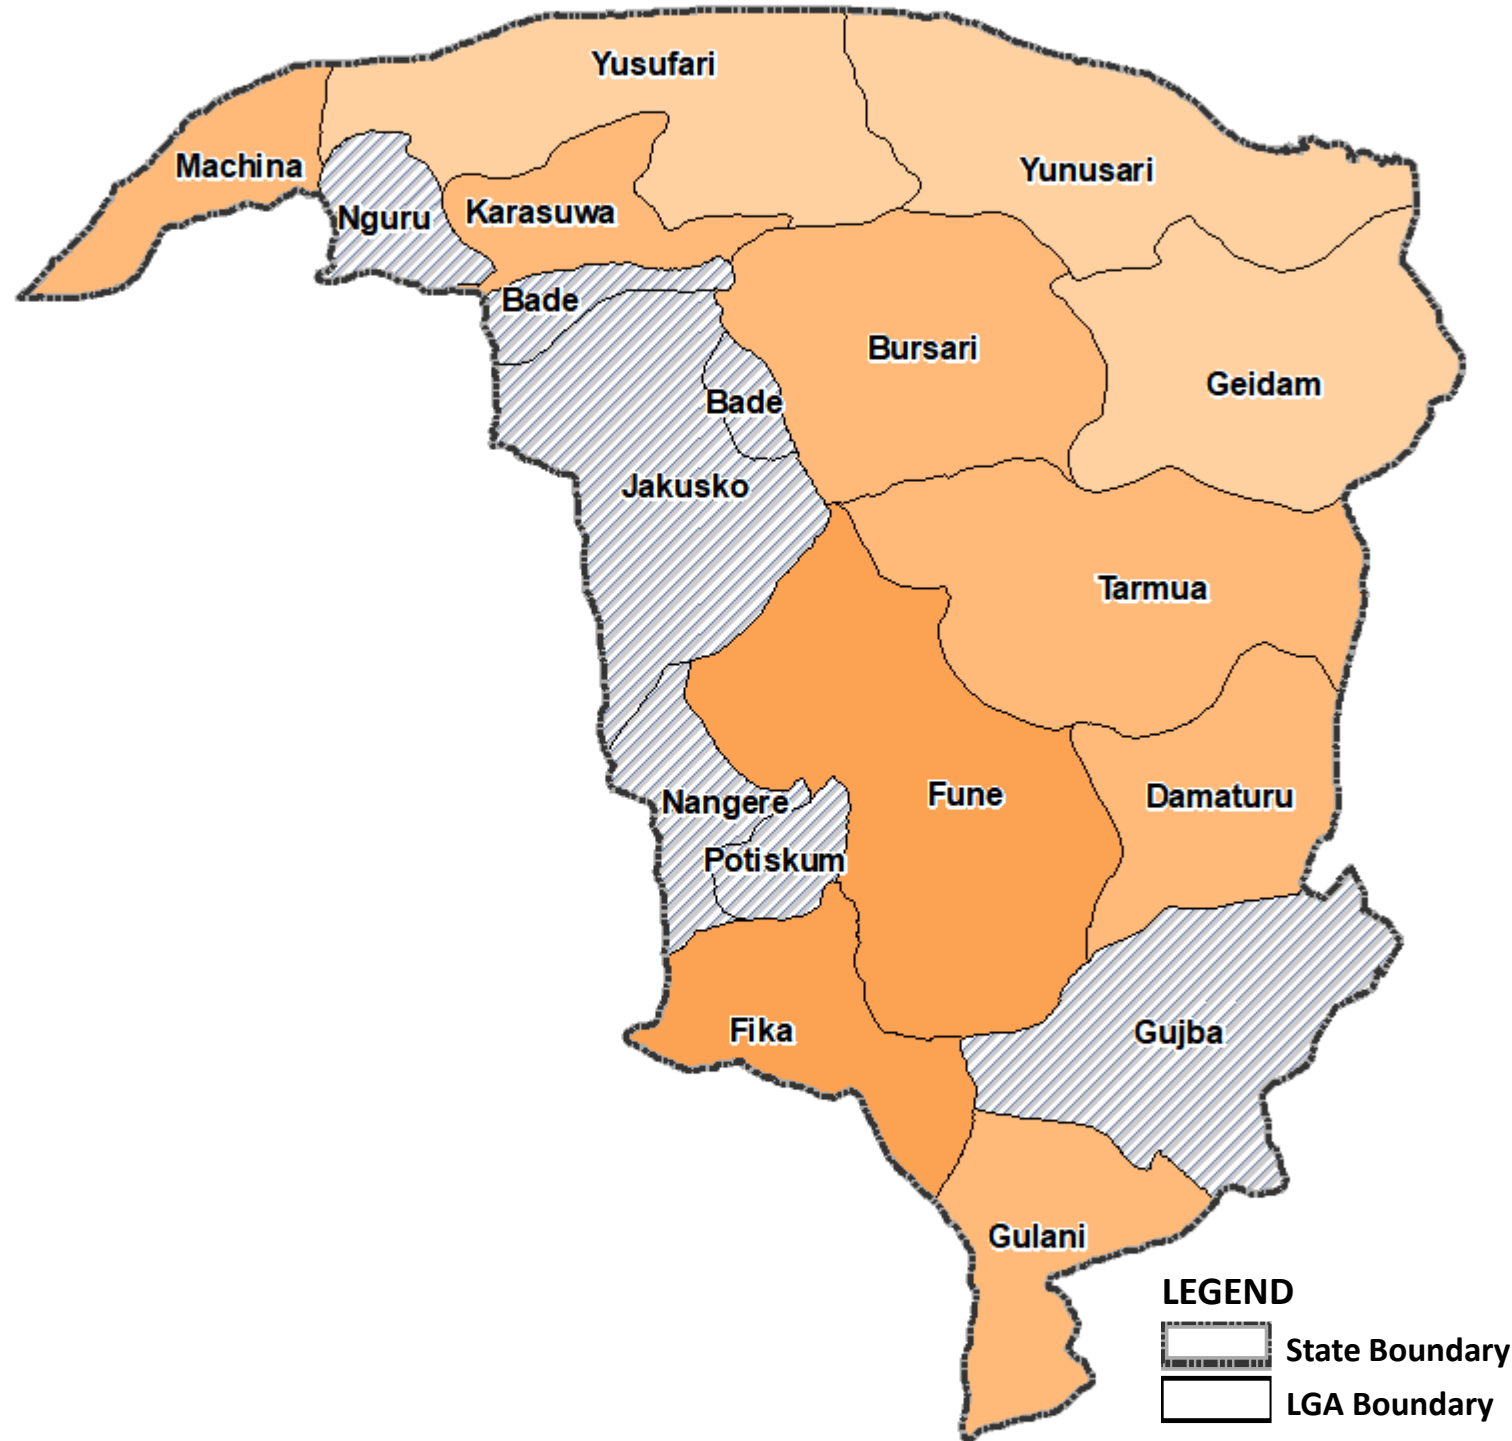 Yusufari
Machina
Yunusari
Nguru
Karasuwa
Bade
Bursari
Geidam
Bade
Jakusko
Tarmua
Fune
Damaturu
Nangere
Potiskum
Fika
Gujba
Gulani
LEGEND
State Boundary
LGA Boundary